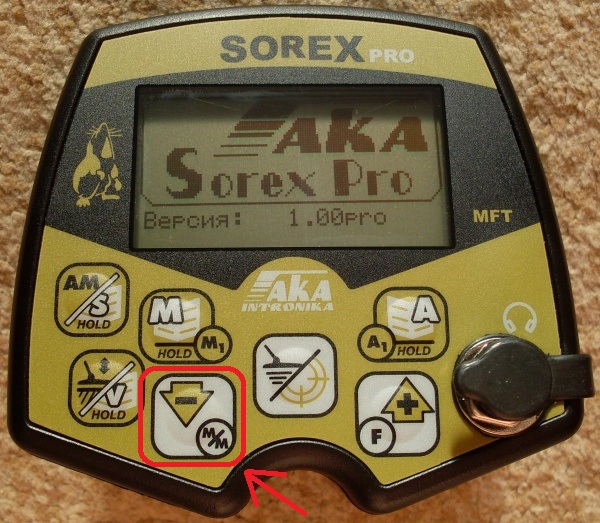 SOREX PRO
AKA
Sorex Pro
Версия: 1.00pro
MFT
AM
S
HOLD
M
HOLD M1
AKA
INTRONIKA
A
A1 HOLD
V
HOLD
-
M/M
+
F